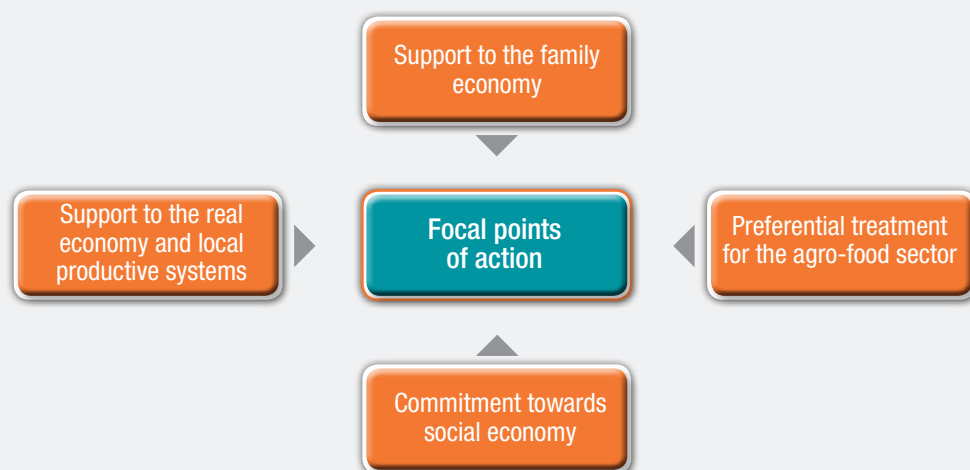 Support to the family
economy
Support to the real
economy and local
productive systems
Focal points
of action
Preferential treatment
for the agro-food sector
Commitment towards
social economy